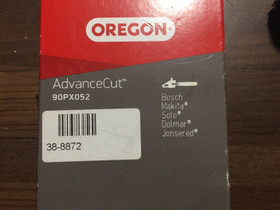 OREGON®
AdvanceCut™
90PX052
Bosch
Makita®
Solo®
Dolmar®
Jonsered®
38-8872